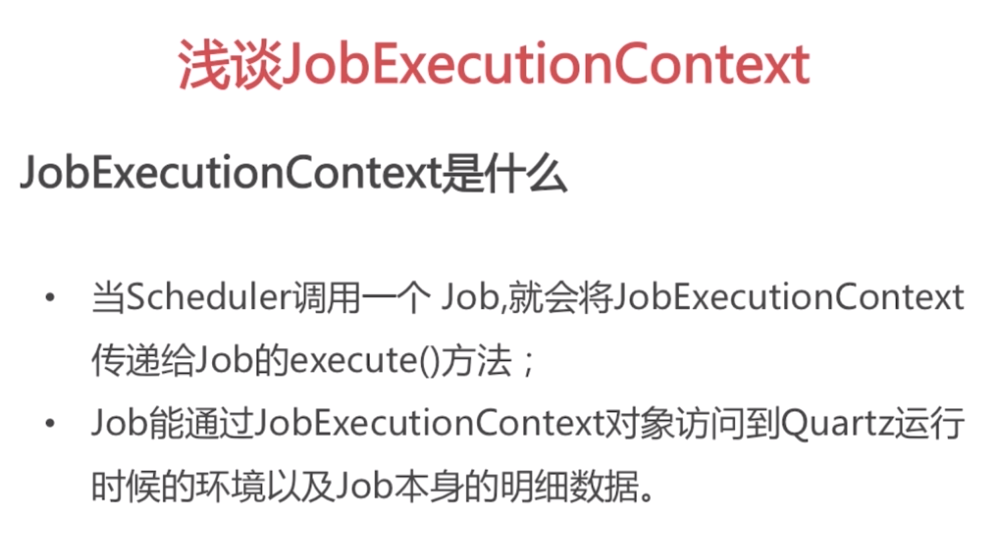 浅谈JobExecutionContext
JobExecutionContext是什么
• 当Scheduler调用一个 Job,就会将JobExecutionContext
传递给Job的execute()方法；
• Job能通过JobExecutionContext对象访问到Quartz运行
时候的环境以及Job本身的明细数据。